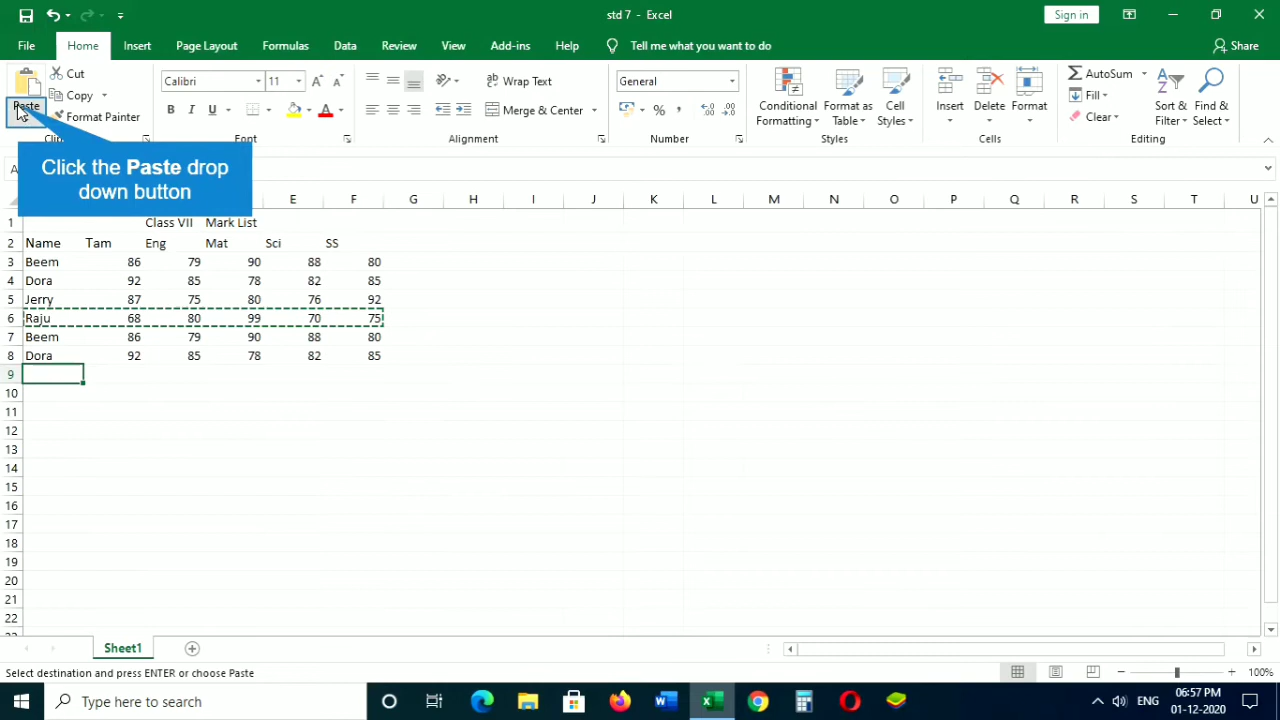 std 7 - Excel
Sign in
File Home Insert Page Layout Formulas Data Review View Add-ins Help Tell me what you want to do Share
Paste
Cut
Copy
Format Painter
Calibri 11
B I U
Font
Wrap Text
Merge & Center
Alignment
General
Number
Conditional Formatting
Format as Table
Cell Styles
Styles
Insert
Delete
Format
Cells
AutoSum
Fill
Clear
Sort & Filter
Find & Select
Editing
Click the Paste drop
down button
E F G H I J K L M N O P Q R S T U
1 Class VII Mark List
2 Name Tam Eng Mat Sci SS
3 Beem 86 79 90 88 80
4 Dora 92 85 78 82 85
5 Jerry 87 75 80 76 92
6 Raju 68 80 99 70 75
7 Beem 86 79 90 88 80
8 Dora 92 85 78 82 85
9
10
11
12
13
14
15
16
17
18
19
20
21
22
Sheet1
Select destination and press ENTER or choose Paste
100%
Type here to search
ENG
06:57 PM
01-12-2020